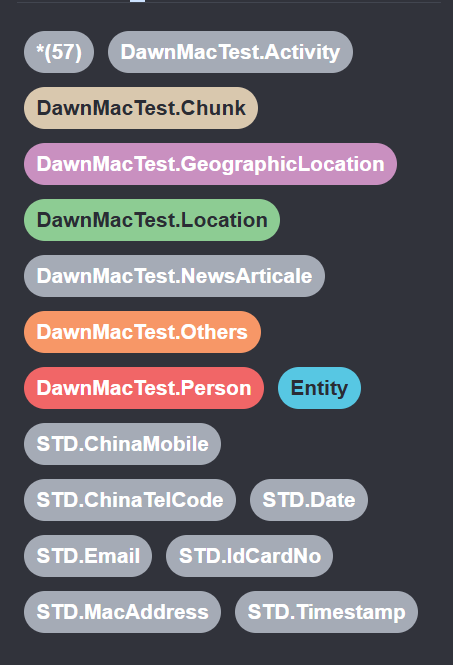 *(57) DawnMacTest.Activity
DawnMacTest.Chunk
DawnMacTest.GeographicLocation
DawnMacTest.Location
DawnMacTest.NewsArticale
DawnMacTest.Others
DawnMacTest.Person Entity
STD.ChinaMobile
STD.ChinaTelCode STD.Date
STD.Email STD.IdCardNo
STD.MacAddress STD.Timestamp